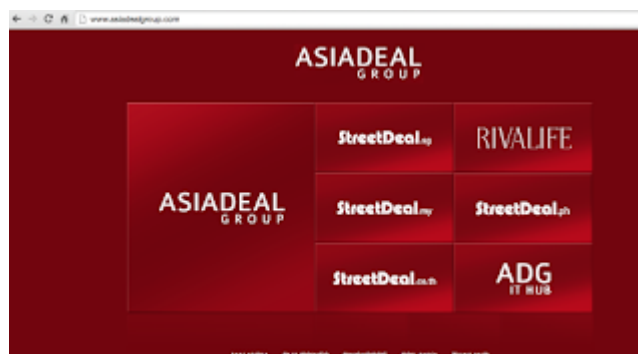 www.asiadealgroup.com
ASIADEAL
GROUP
ASIADEAL
GROUP
StreetDeal.sg
RIVALIFE
StreetDeal.my
StreetDeal.ph
StreetDeal.co.th
ADG
IT HUB